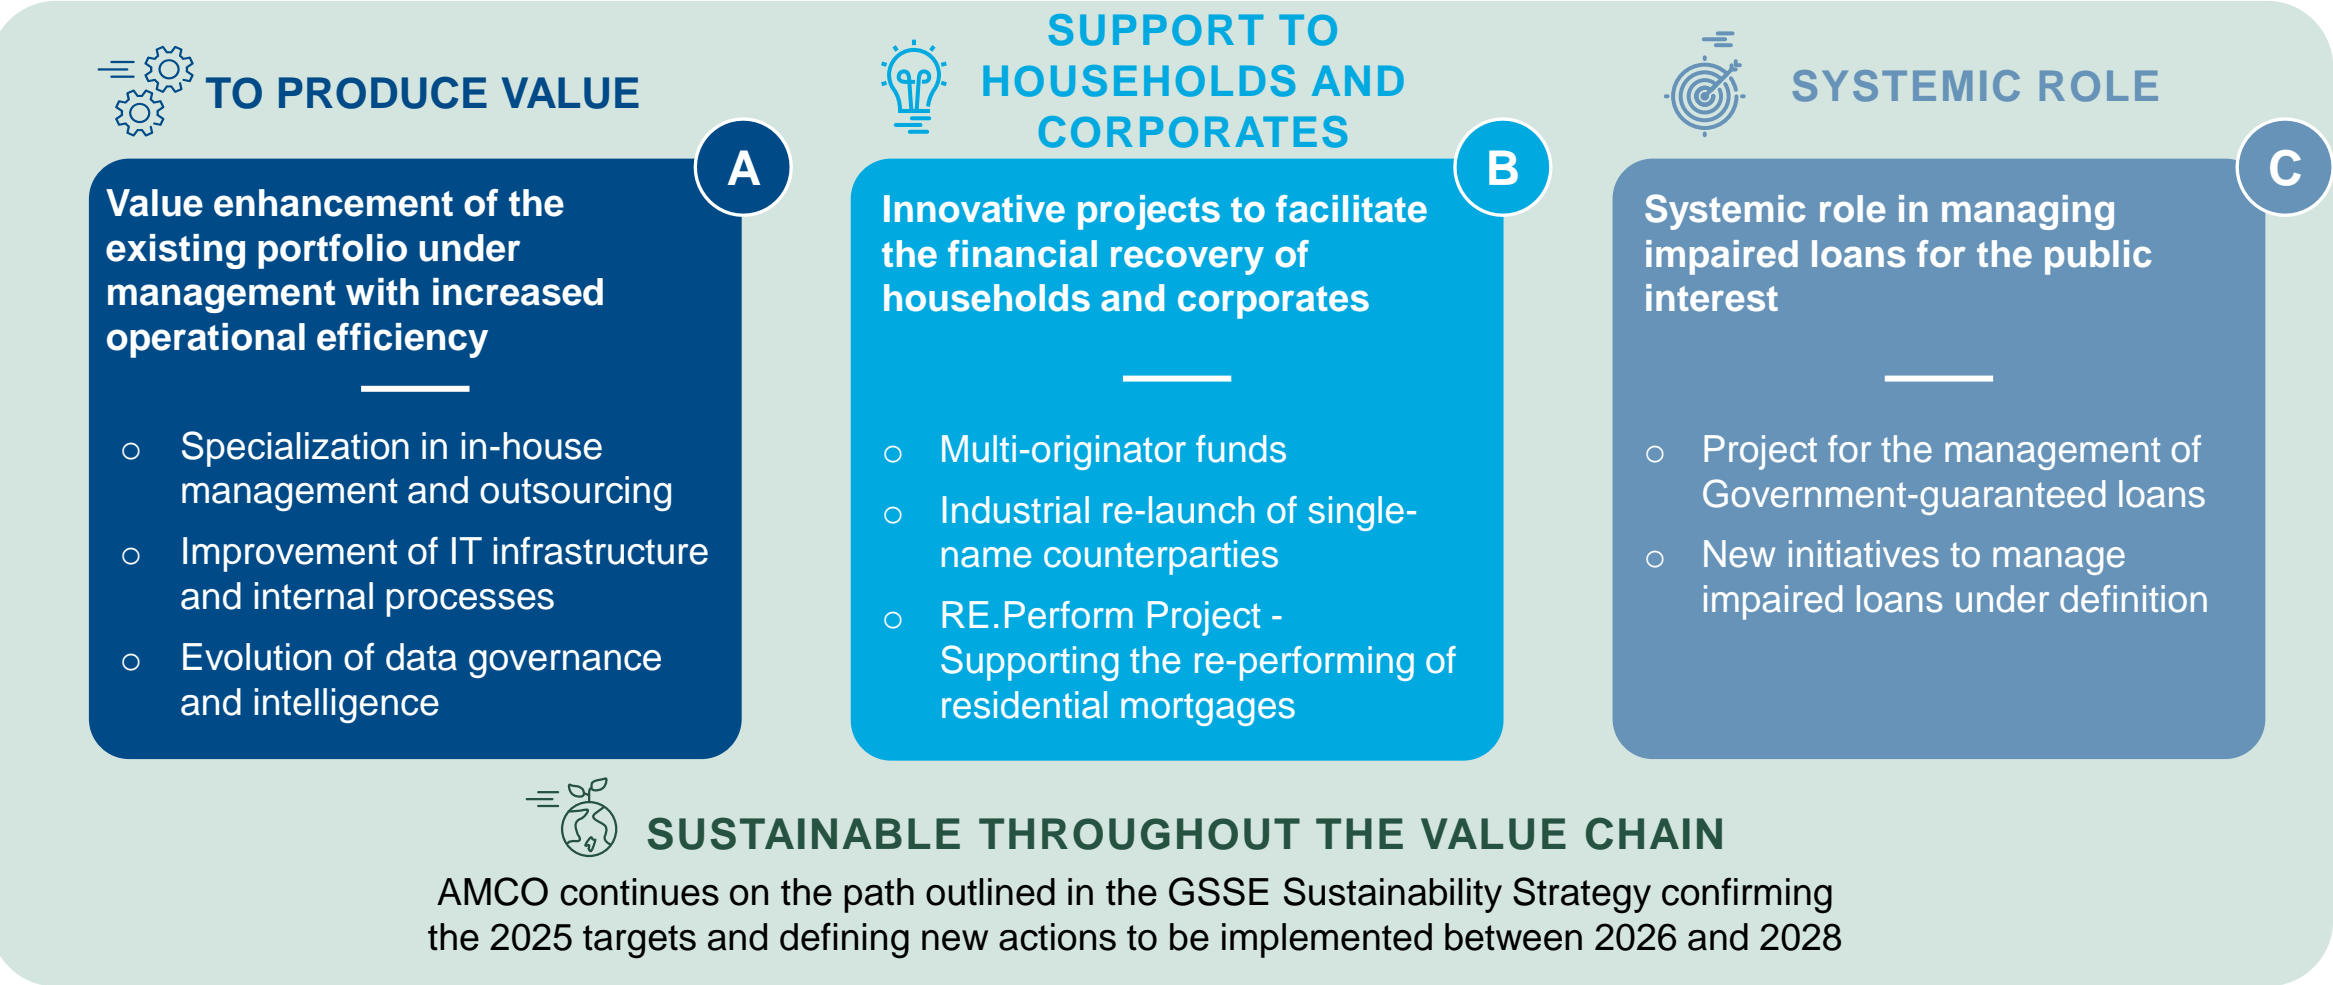 TO PRODUCE VALUE
A
Value enhancement of the
existing portfolio under
management with increased
operational efficiency
o Specialization in in-house
management and outsourcing
o Improvement of IT infrastructure
and internal processes
o Evolution of data governance
and intelligence
SUPPORT TO
HOUSEHOLDS AND
CORPORATES
B
Innovative projects to facilitate
the financial recovery of
households and corporates
o Multi-originator funds
o Industrial re-launch of single-
name counterparties
o RE.Perform Project -
Supporting the re-performing of
residential mortgages
SYSTEMIC ROLE
C
Systemic role in managing
impaired loans for the public
interest
o Project for the management of
Government-guaranteed loans
o New initiatives to manage
impaired loans under definition
SUSTAINABLE THROUGHOUT THE VALUE CHAIN
AMCO continues on the path outlined in the GSSE Sustainability Strategy confirming
the 2025 targets and defining new actions to be implemented between 2026 and 2028